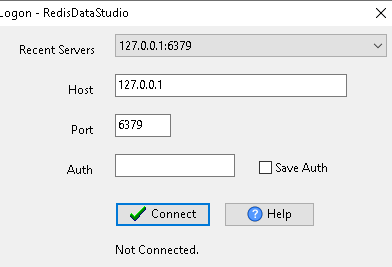 Logon - RedisDataStudio
Recent Servers 127.0.0.1:6379
Host 127.0.0.1
Port 6379
Auth Save Auth
Connect Help
Not Connected.